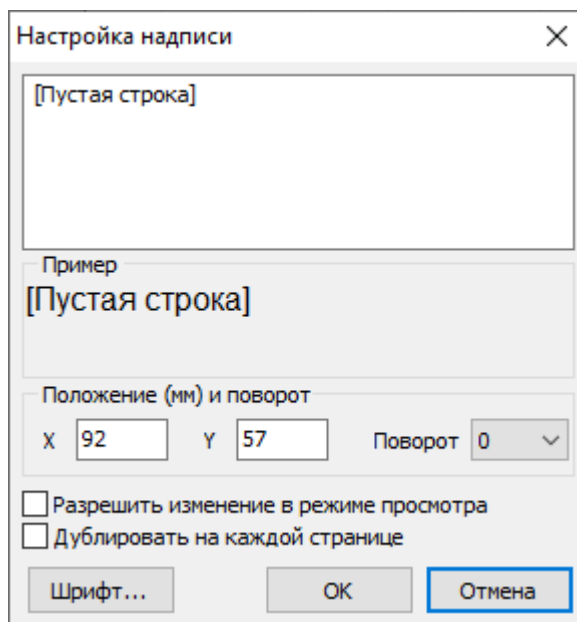 Настройка надписи
[Пустая строка]
Пример
[Пустая строка]
Положение (мм) и поворот
X 92 Y 57 Поворот 0
Разрешить изменение в режиме просмотра
Дублировать на каждой странице
Шрифт... OK Отмена